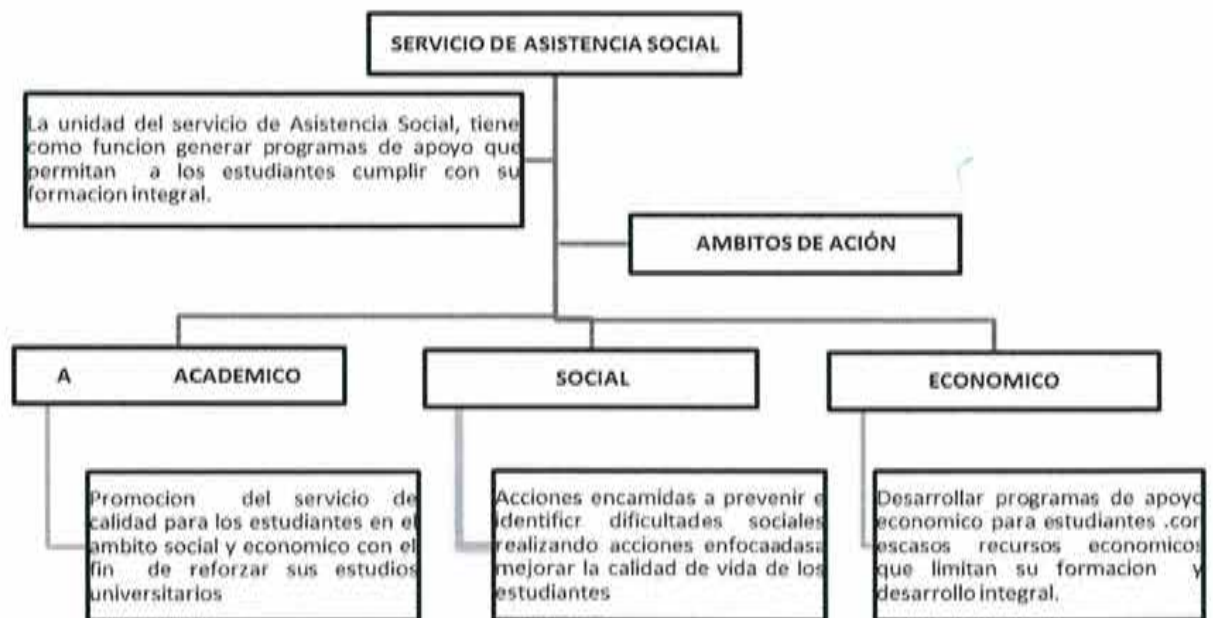 SERVICIO DE ASISTENCIA SOCIAL
La unidad del servicio de Asistencia Social, tiene
como funcion generar programas de apoyo que
permitan a los estudiantes cumplir con su
formacion integral.
AMBITOS DE ACIÓN
A ACADEMICO
SOCIAL
ECONOMICO
Promocion del servicio de
calidad para los estudiantes en el
ambito social y economico con el
fin de reforzar sus estudios
universitarios
Acciones encamidas a prevenir e
identificr dificultades sociales
realizando acciones enfocaadasa
mejorar la calidad de vida de los
estudiantes
Desarrollar programas de apoyo
economico para estudiantes .con
escasos recursos economicos
que limitan su formacion y
desarrollo integral.